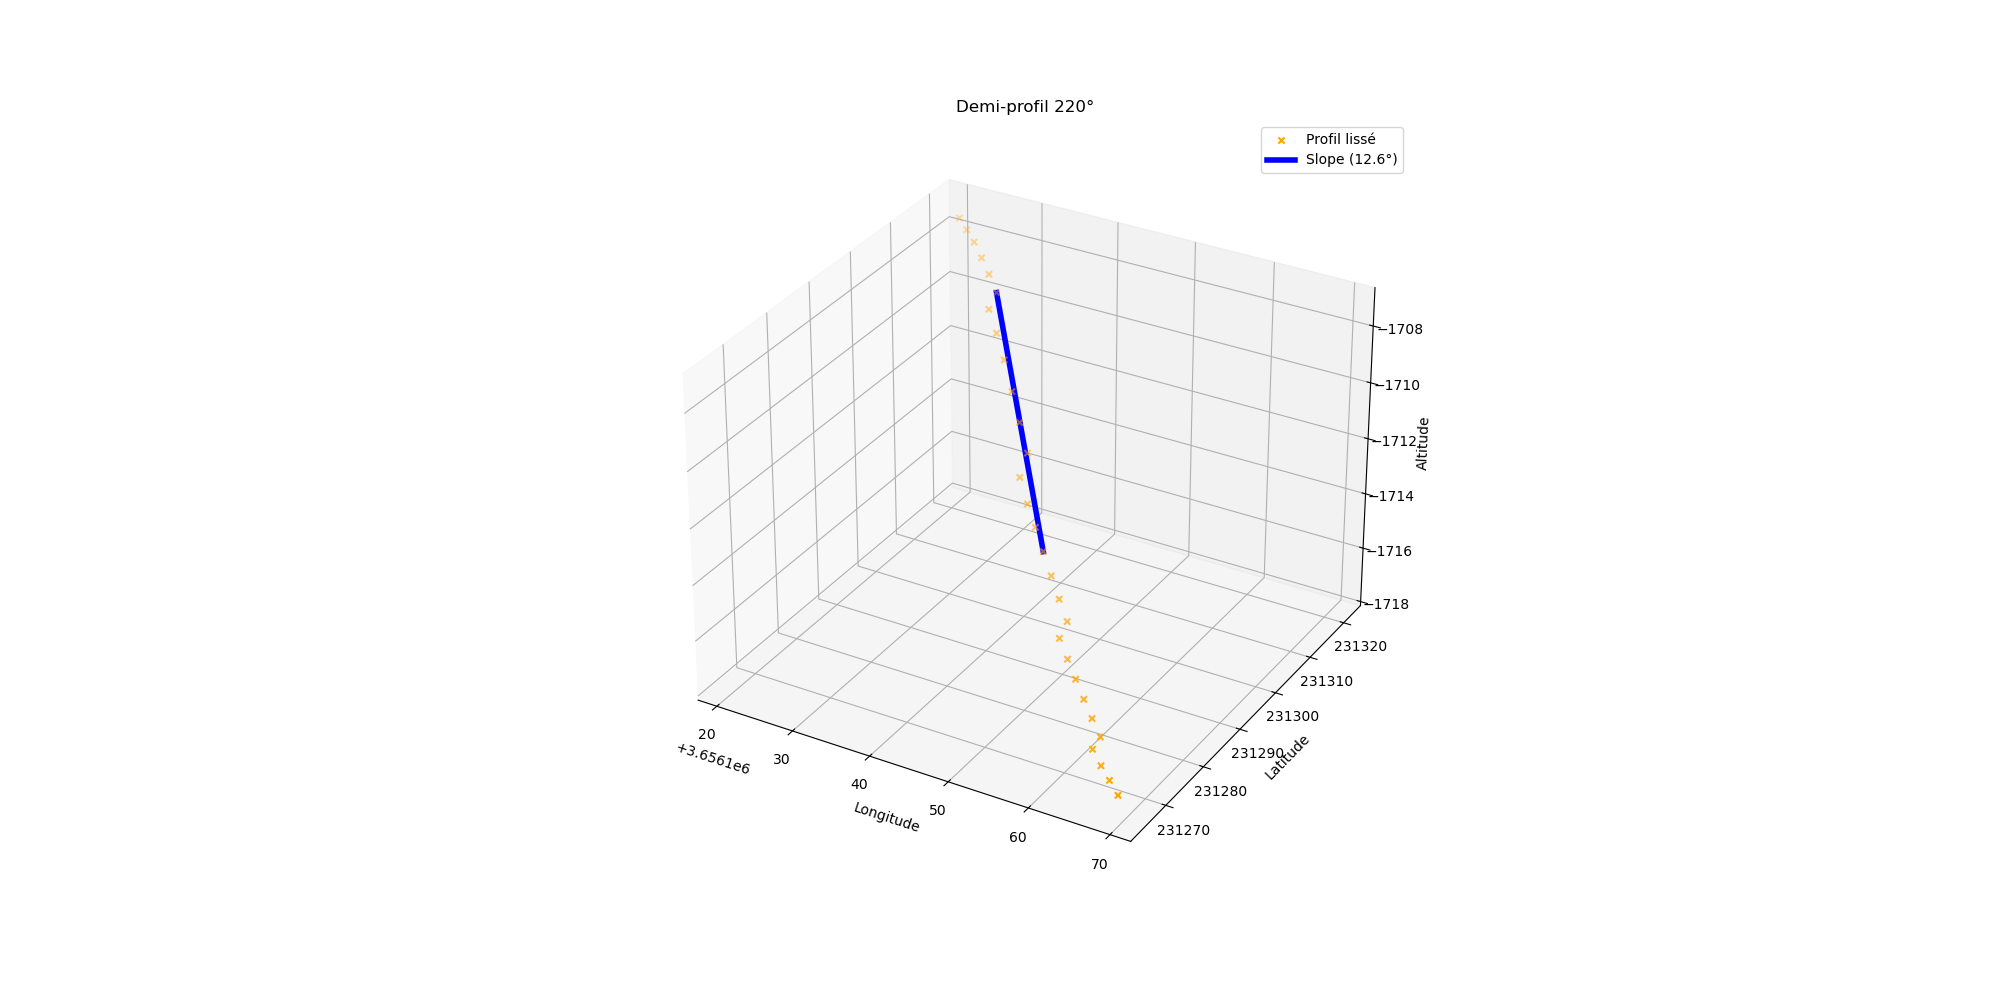 Demi-profil 220°
Profil lissé
Slope (12.6°)
−1708
−1710
−1712
−1714
−1716
−1718
Altitude
231320
231310
231300
231290
231280
231270
Latitude
20
30
40
50
60
70
+3.6561e6
Longitude